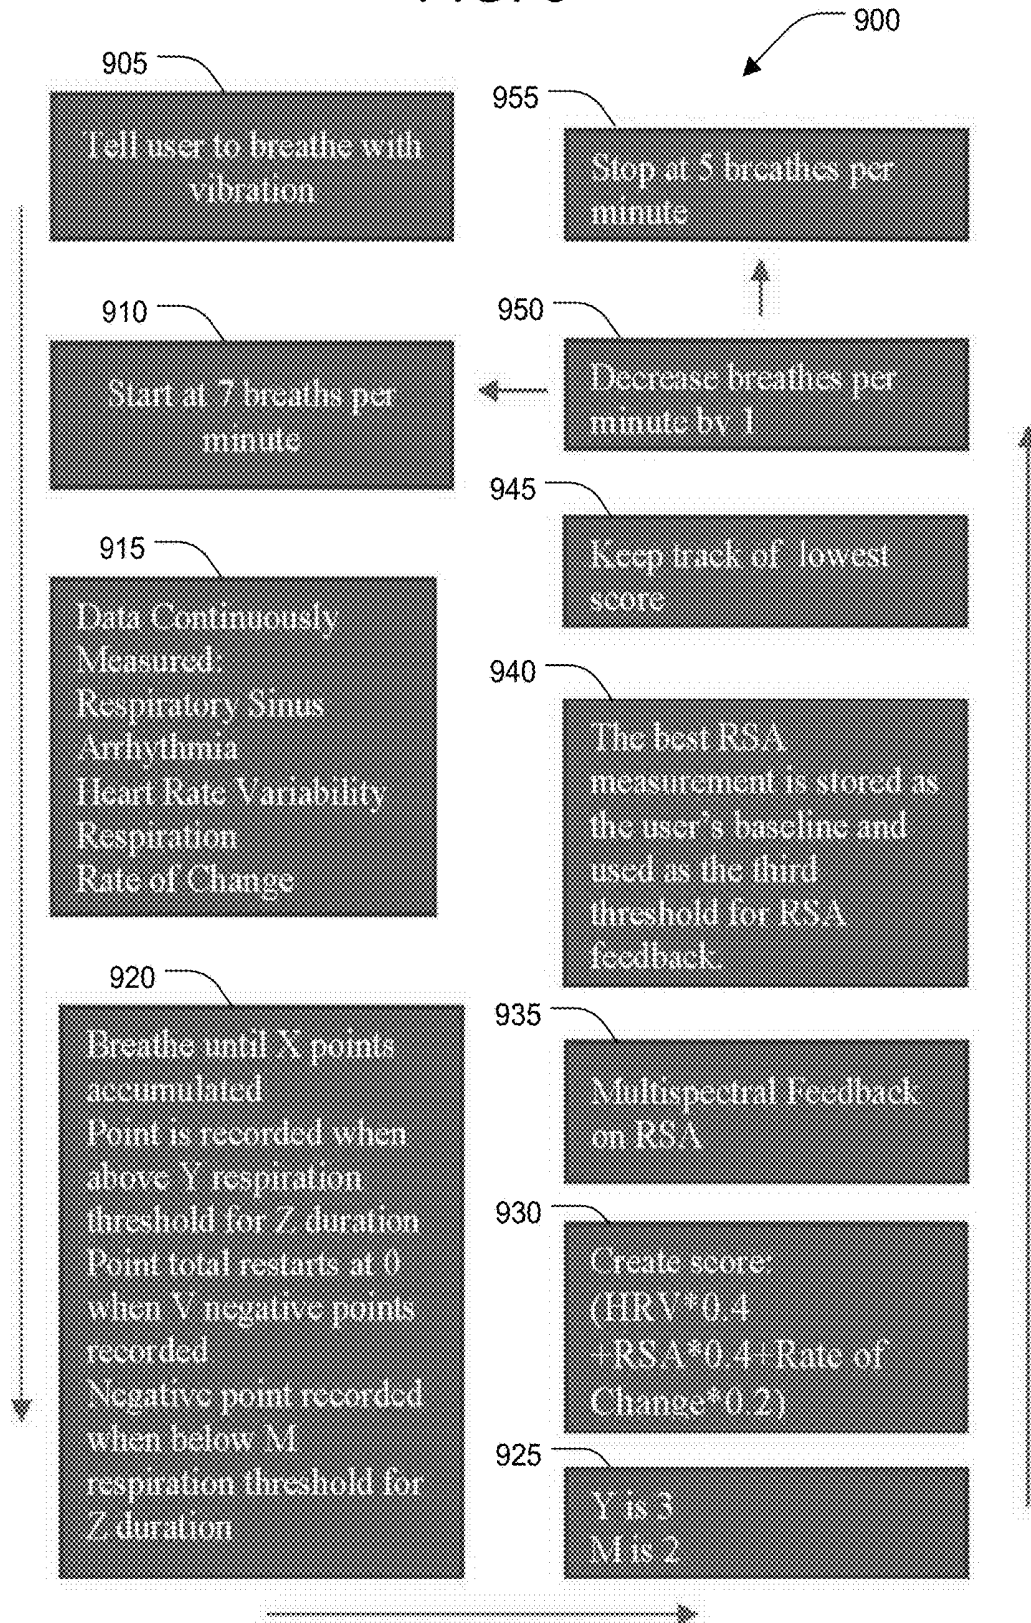 900
905
Tell user to breathe with
vibration
910
Start at 7 breaths per
minute
915
Data Continuously
Measured:
Respiratory Sinus
Arrhythmia
Heart Rate Variability
Respiration
Rate of Change
920
Breathe until X points
accumulated
Point is recorded when
above Y respiration
threshold for Z duration
Point total restarts at 0
when V negative points
recorded
Negative point recorded
when below M
respiration threshold for
Z duration
925
Y is 3
M is 2
930
Create score:
(HRV*0.4
+RSA*0.4+Rate of
Change*0.2)
935
Multispectral Feedback
on RSA
940
The best RSA
measurement is stored as
the user's baseline and
used as the third
threshold for RSA
feedback.
945
Keep track of lowest
score
950
Decrease breathes per
minute by 1
955
Stop at 5 breathes per
minute